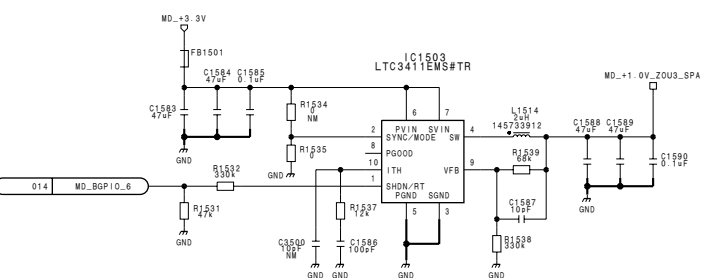 MD_+3.3V
FB1501
IC1503
LTC3411EMS#TR
C1584
47uF
C1585
0.1uF
MD_+1.0V_ZOU3_SPA
C1583
47uF
R1534
0
NM
6
7
PVIN
SVIN
L1514
2uH
145733912
C1588
47uF
C1589
47uF
2
SYNC/MODE
SW
4
8
PGOOD
R1535
0
R1539
68k
C1590
0.1uF
GND
10
ITH
VFB
9
GND
R1532
330k
1
SHDN/RT
014
MD_BGPIO_6
PGND
SGND
R1531
47k
R1537
12k
5
3
C1587
10pF
GND
GND
C3500
10pF
NM
C1586
100pF
R1538
330k
GND
GND
GND
GND